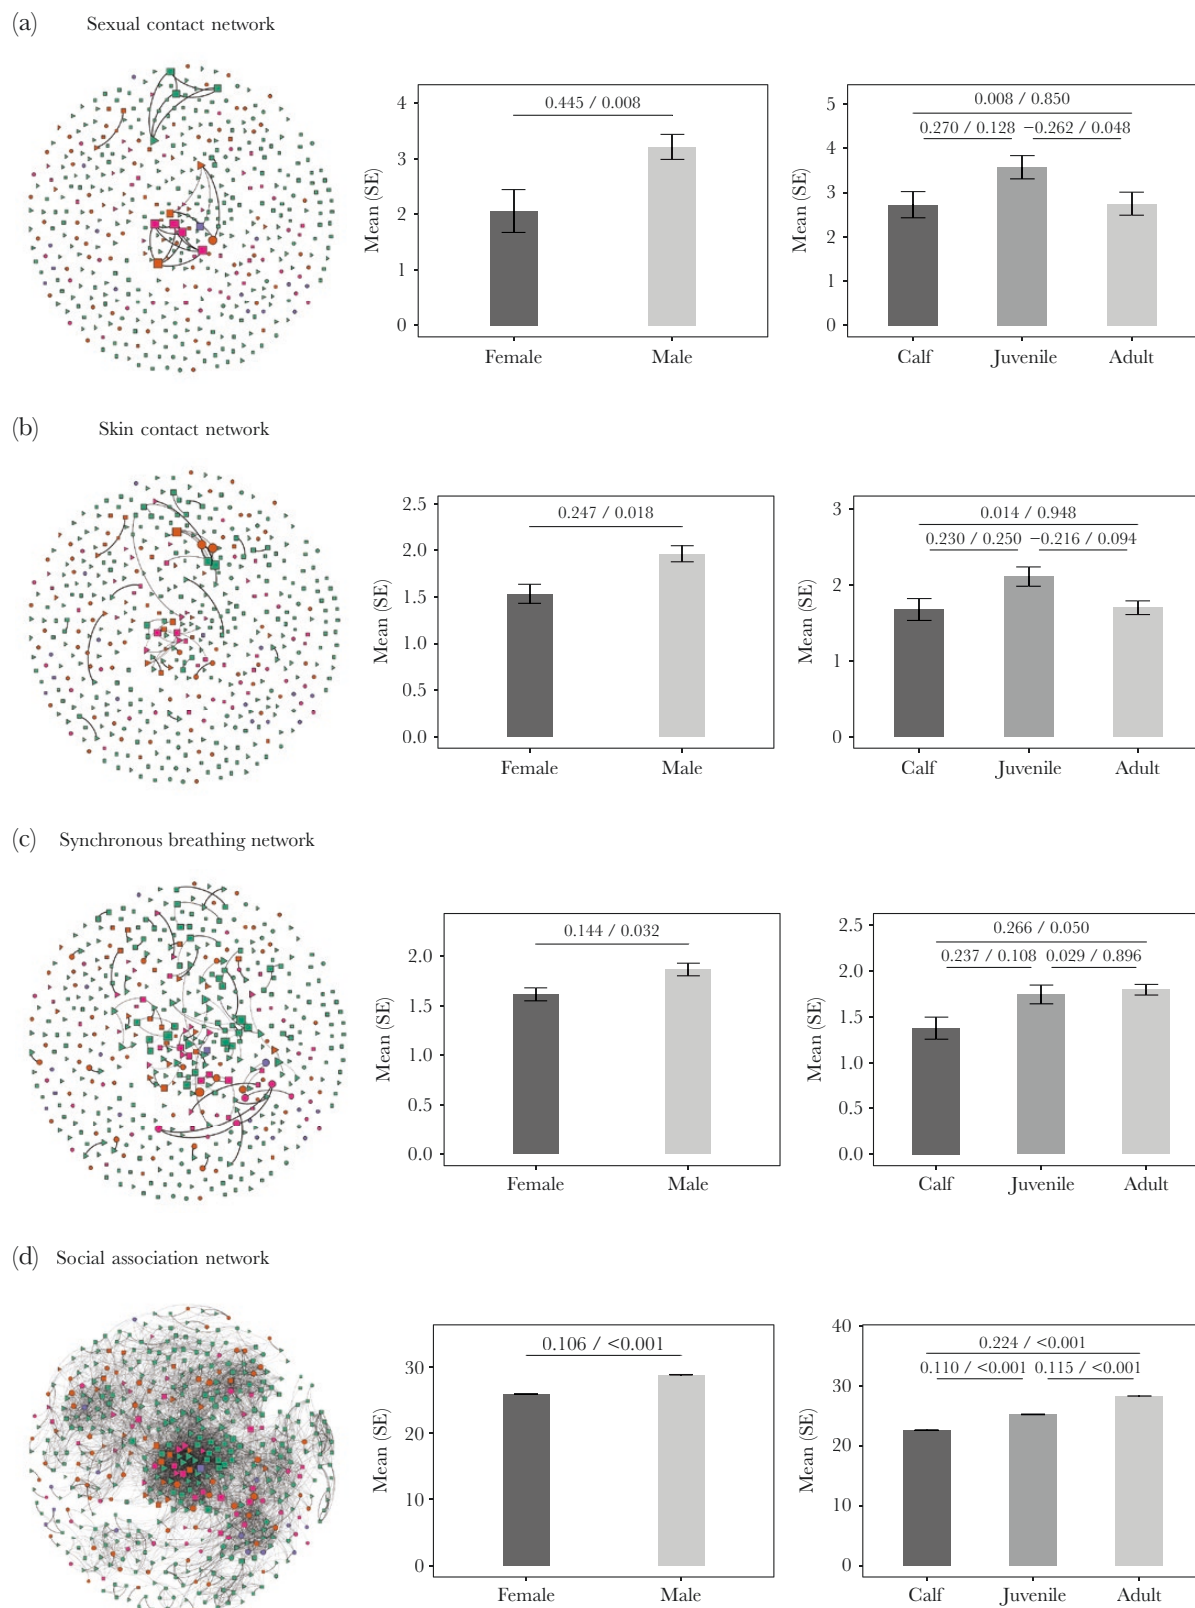 (a) Sexual contact network
Mean (SE)
4
3
2
1
0
0.445 / 0.008
Female Male
Mean (SE)
5
4
3
2
1
0
0.008 / 0.850
0.270 / 0.128 −0.262 / 0.048
Calf Juvenile Adult
(b) Skin contact network
Mean (SE)
2.5
2.0
1.5
1.0
0.5
0.0
0.247 / 0.018
Female Male
Mean (SE)
3
2
1
0
0.014 / 0.948
0.230 / 0.250 −0.216 / 0.094
Calf Juvenile Adult
(c) Synchronous breathing network
Mean (SE)
2.0
1.5
1.0
0.5
0.0
0.144 / 0.032
Female Male
Mean (SE)
2.5
2.0
1.5
1.0
0.5
0.0
0.266 / 0.050
0.237 / 0.108 0.029 / 0.896
Calf Juvenile Adult
(d) Social association network
Mean (SE)
30
20
10
0
0.106 / <0.001
Female Male
Mean (SE)
40
30
20
10
0
0.224 / <0.001
0.110 / <0.001 0.115 / <0.001
Calf Juvenile Adult